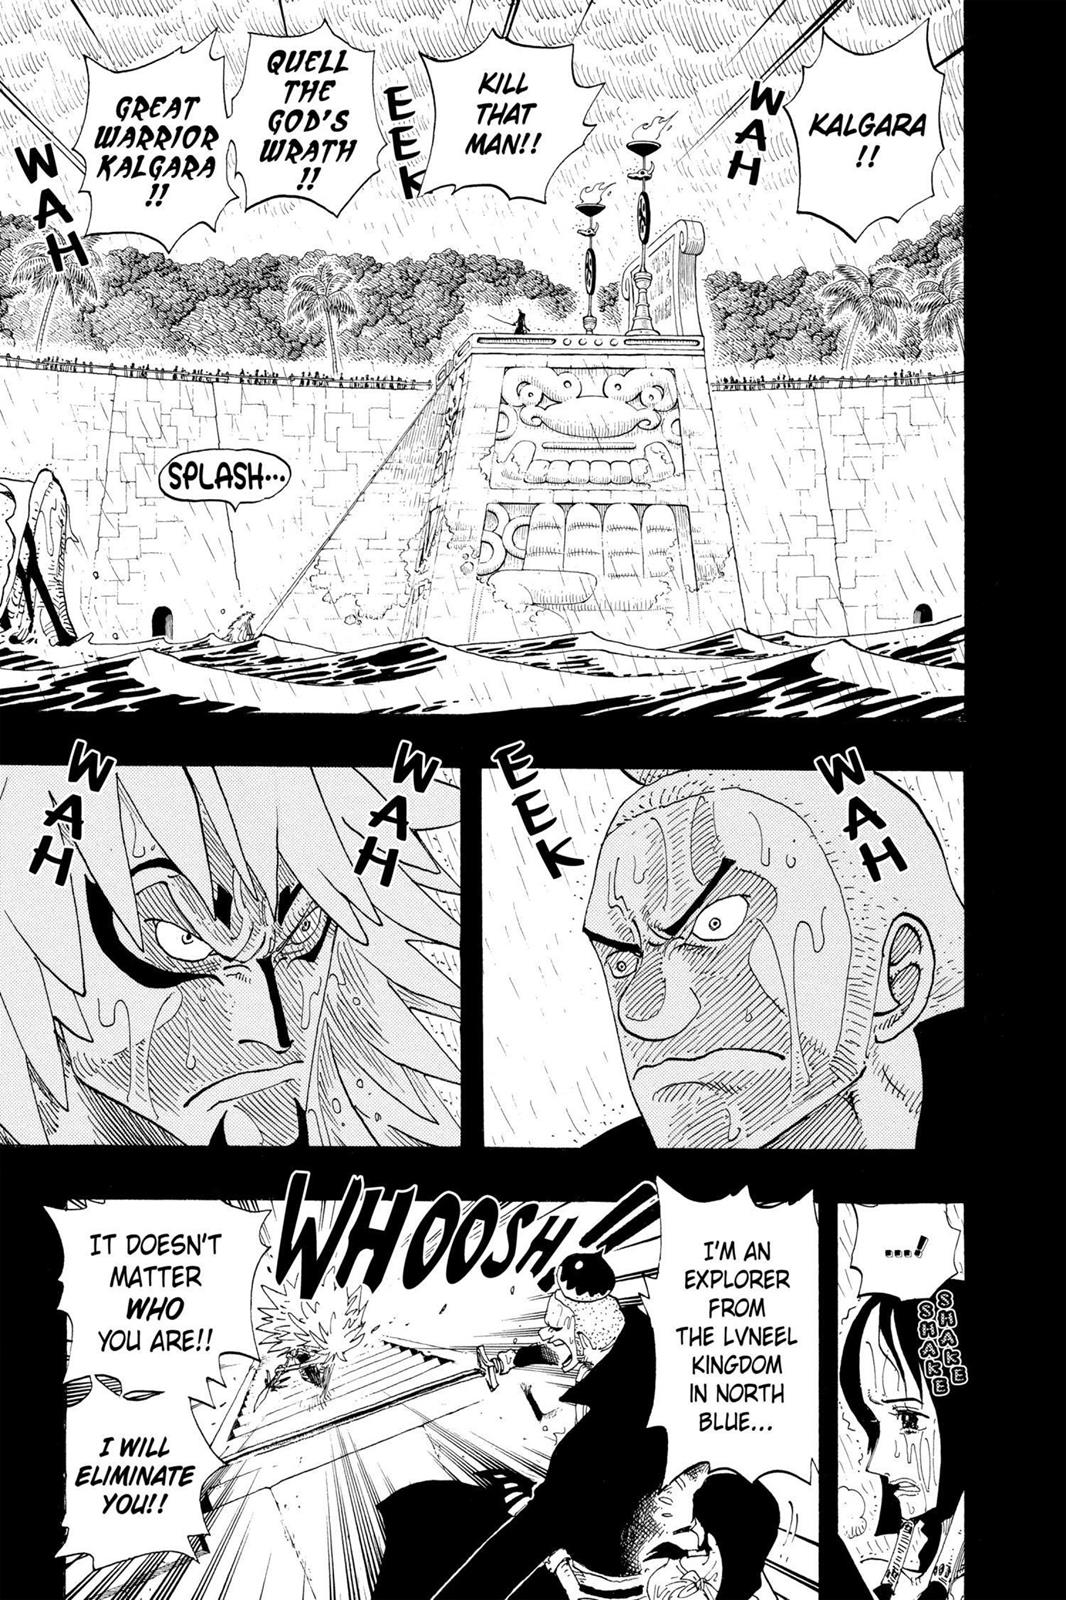 KALGARA
!!
WAH
KILL
THAT
MAN!!
EEK
QUELL
THE
GOD'S
WRATH
!!
GREAT
WARRIOR
KALGARA
!!
WAH
SPLASH...
WAH
EEK
WAH
WAH
....!
SHAKE
SHAKE
I'M AN
EXPLORER
FROM
THE LVNEEL
KINGDOM
IN NORTH
BLUE...
WHOOSH!!
IT DOESN'T
MATTER
WHO
YOU ARE!!
I WILL
ELIMINATE
YOU!!